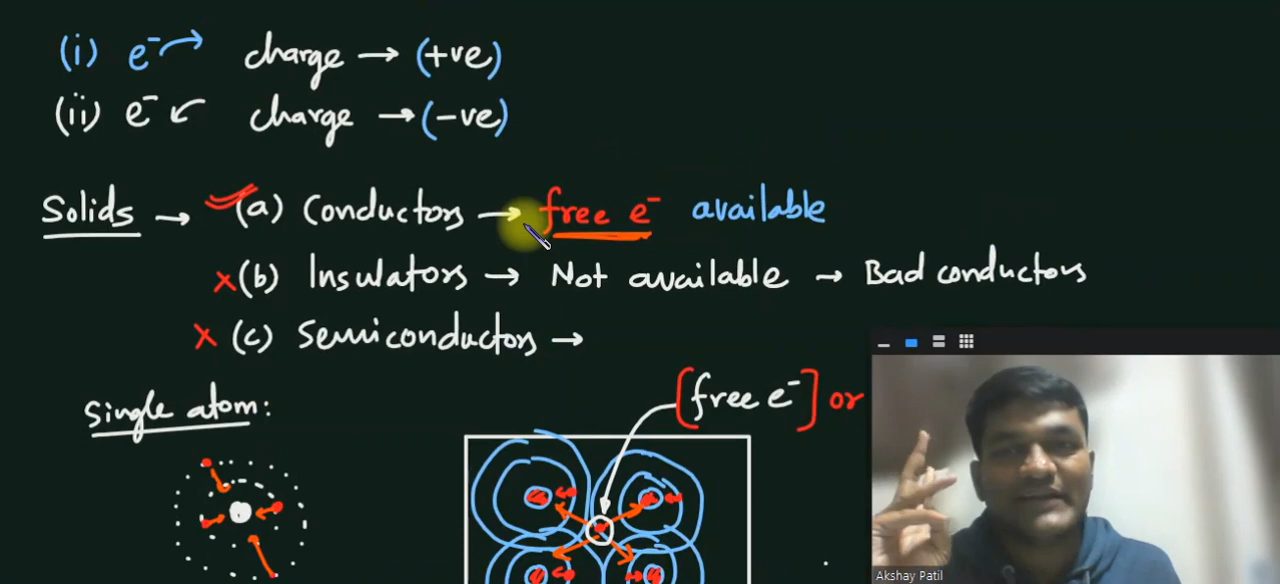 (i) e⁻ charge → (+ve)
(ii) e⁻ charge → (-ve)
Solids → (a) Conductors → free e⁻ available
x (b) Insulators → Not available → Bad conductors
x (c) Semiconductors →
[free e⁻] or
Single atom:
Akshay Patil